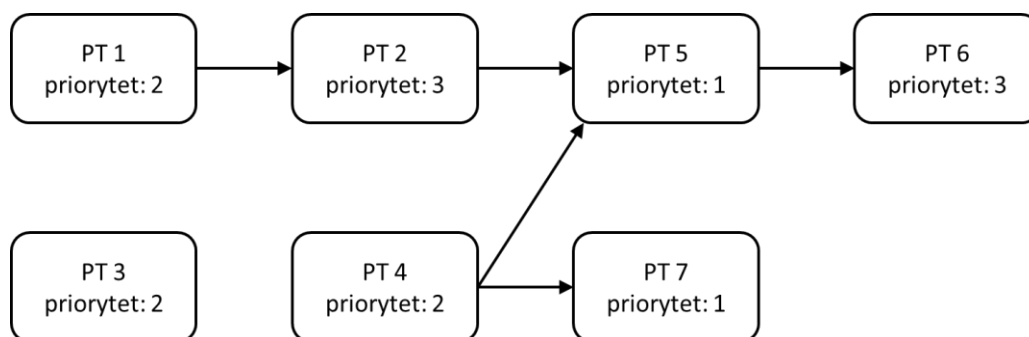 PT 1
priorytet: 2
PT 2
priorytet: 3
PT 5
priorytet: 1
PT 6
priorytet: 3
PT 3
priorytet: 2
PT 4
priorytet: 2
PT 7
priorytet: 1